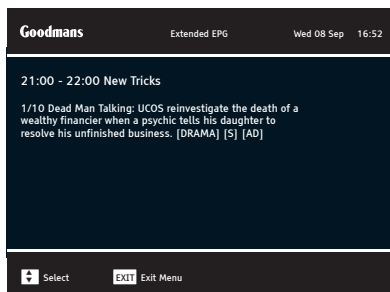 Goodmans Extended EPG Wed 08 Sep 16:52
21:00 - 22:00 New Tricks
1/10 Dead Man Talking: UCOS reinvestigate the death of a
wealthy financier when a psychic tells his daughter to
resolve his unfinished business. [DRAMA] [S] [AD]
Select EXIT Exit Menu